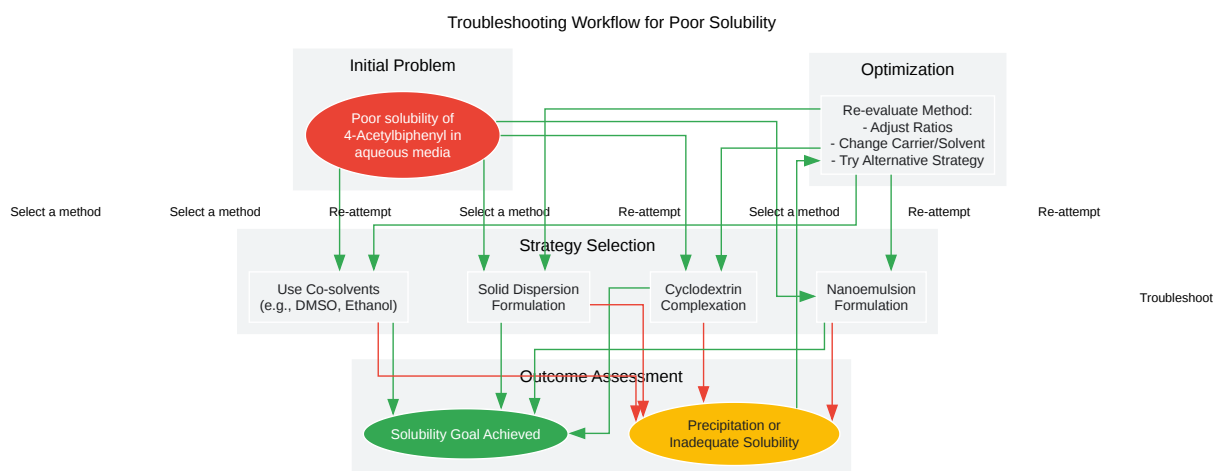 Troubleshooting Workflow for Poor Solubility
Initial Problem
Optimization
Poor solubility of
4-Acetylbiphenyl in
aqueous media
Re-evaluate Method:
- Adjust Ratios
- Change Carrier/Solvent
- Try Alternative Strategy
Select a method
Select a method
Re-attempt
Select a method
Re-attempt
Select a method
Re-attempt
Re-attempt
Strategy Selection
Use Co-solvents
(e.g., DMSO, Ethanol)
Solid Dispersion
Formulation
Cyclodextrin
Complexation
Nanoemulsion
Formulation
Troubleshoot
Outcome Assessment
Solubility Goal Achieved
Precipitation or
Inadequate Solubility